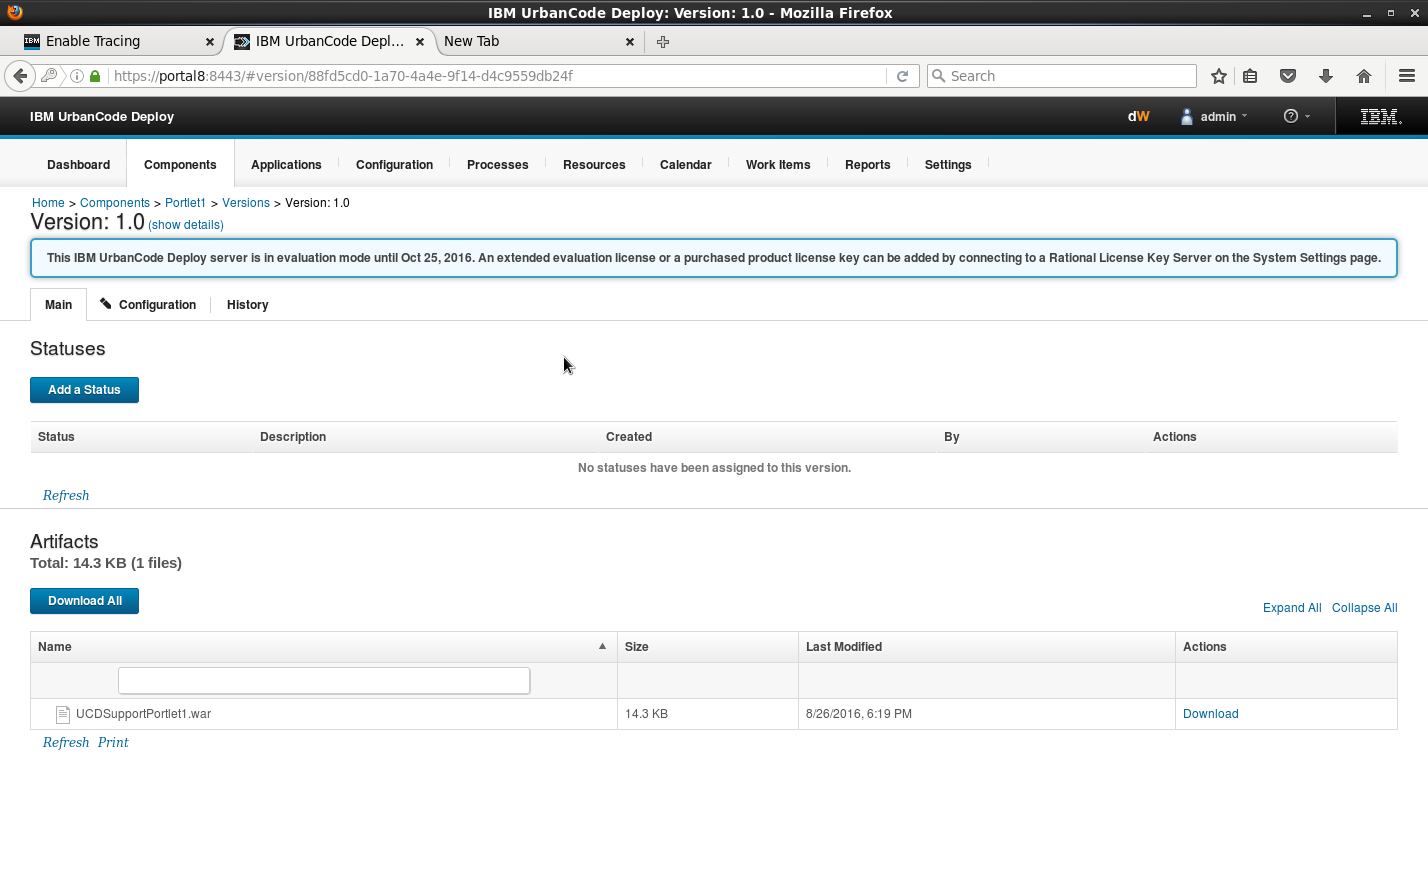 IBM UrbanCode Deploy: Version: 1.0 - Mozilla Firefox
IBM Enable Tracing
IBM UrbanCode Depl...
New Tab
https://portal8:8443/#version/88fd5cd0-1a70-4a4e-9f14-d4c9559db24f
Search
IBM UrbanCode Deploy
dW
admin
?
IBM.
Dashboard
Components
Applications
Configuration
Processes
Resources
Calendar
Work Items
Reports
Settings
Home > Components > Portlet1 > Versions > Version: 1.0
Version: 1.0 (show details)
This IBM UrbanCode Deploy server is in evaluation mode until Oct 25, 2016. An extended evaluation license or a purchased product license key can be added by connecting to a Rational License Key Server on the System Settings page.
Main
Configuration
History
Statuses
Add a Status
Status Description Created By Actions
No statuses have been assigned to this version.
Refresh
Artifacts
Total: 14.3 KB (1 files)
Download All
Expand All Collapse All
Name Size Last Modified Actions
UCDSupportPortlet1.war 14.3 KB 8/26/2016, 6:19 PM Download
Refresh Print